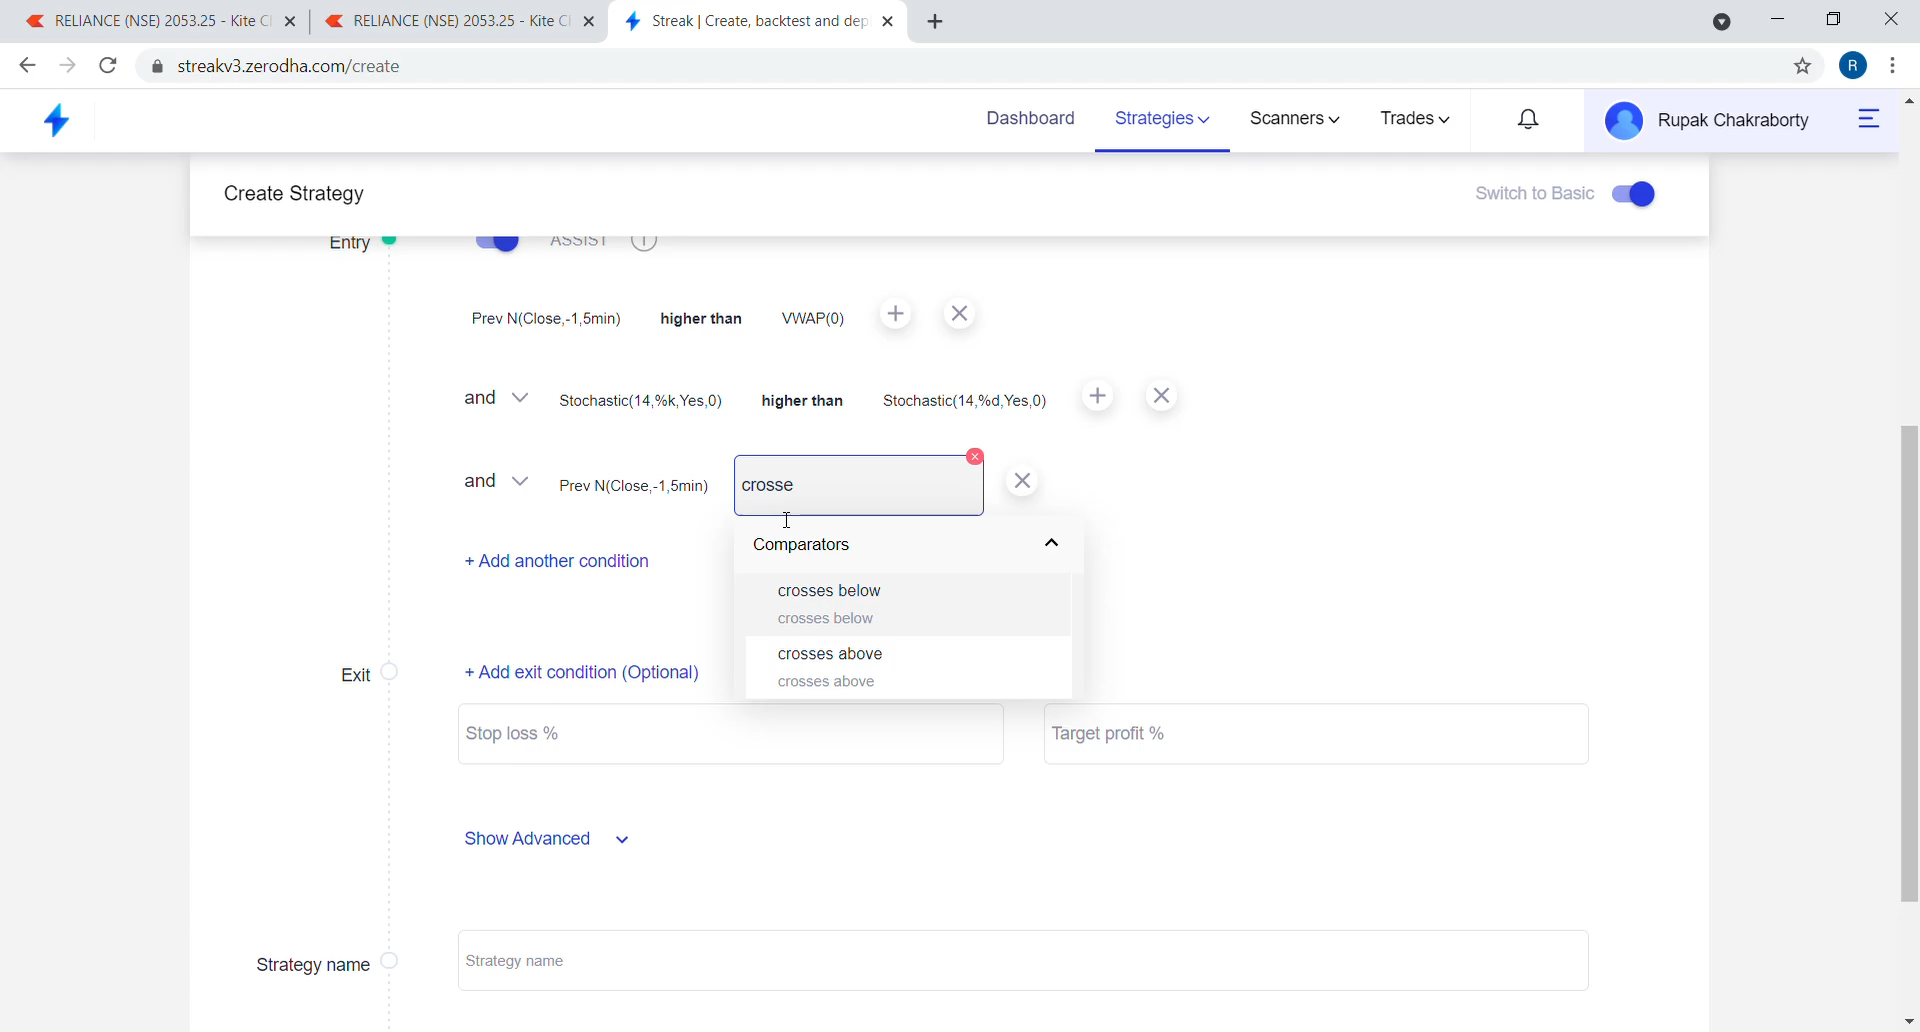 RELIANCE (NSE) 2053.25 - Kite C
RELIANCE (NSE) 2053.25 - Kite C
Streak | Create, backtest and dep
streakv3.zerodha.com/create
R
Dashboard
Strategies
Scanners
Trades
Rupak Chakraborty
Create Strategy
Switch to Basic
Entry
ASSIST
Prev N(Close,-1,5min) higher than VWAP(0)
and Stochastic(14,%k,Yes,0) higher than Stochastic(14,%d,Yes,0)
and Prev N(Close,-1,5min) crosse
Comparators
+ Add another condition
crosses below
crosses below
crosses above
crosses above
Exit
+ Add exit condition (Optional)
Stop loss %
Target profit %
Show Advanced
Strategy name
Strategy name